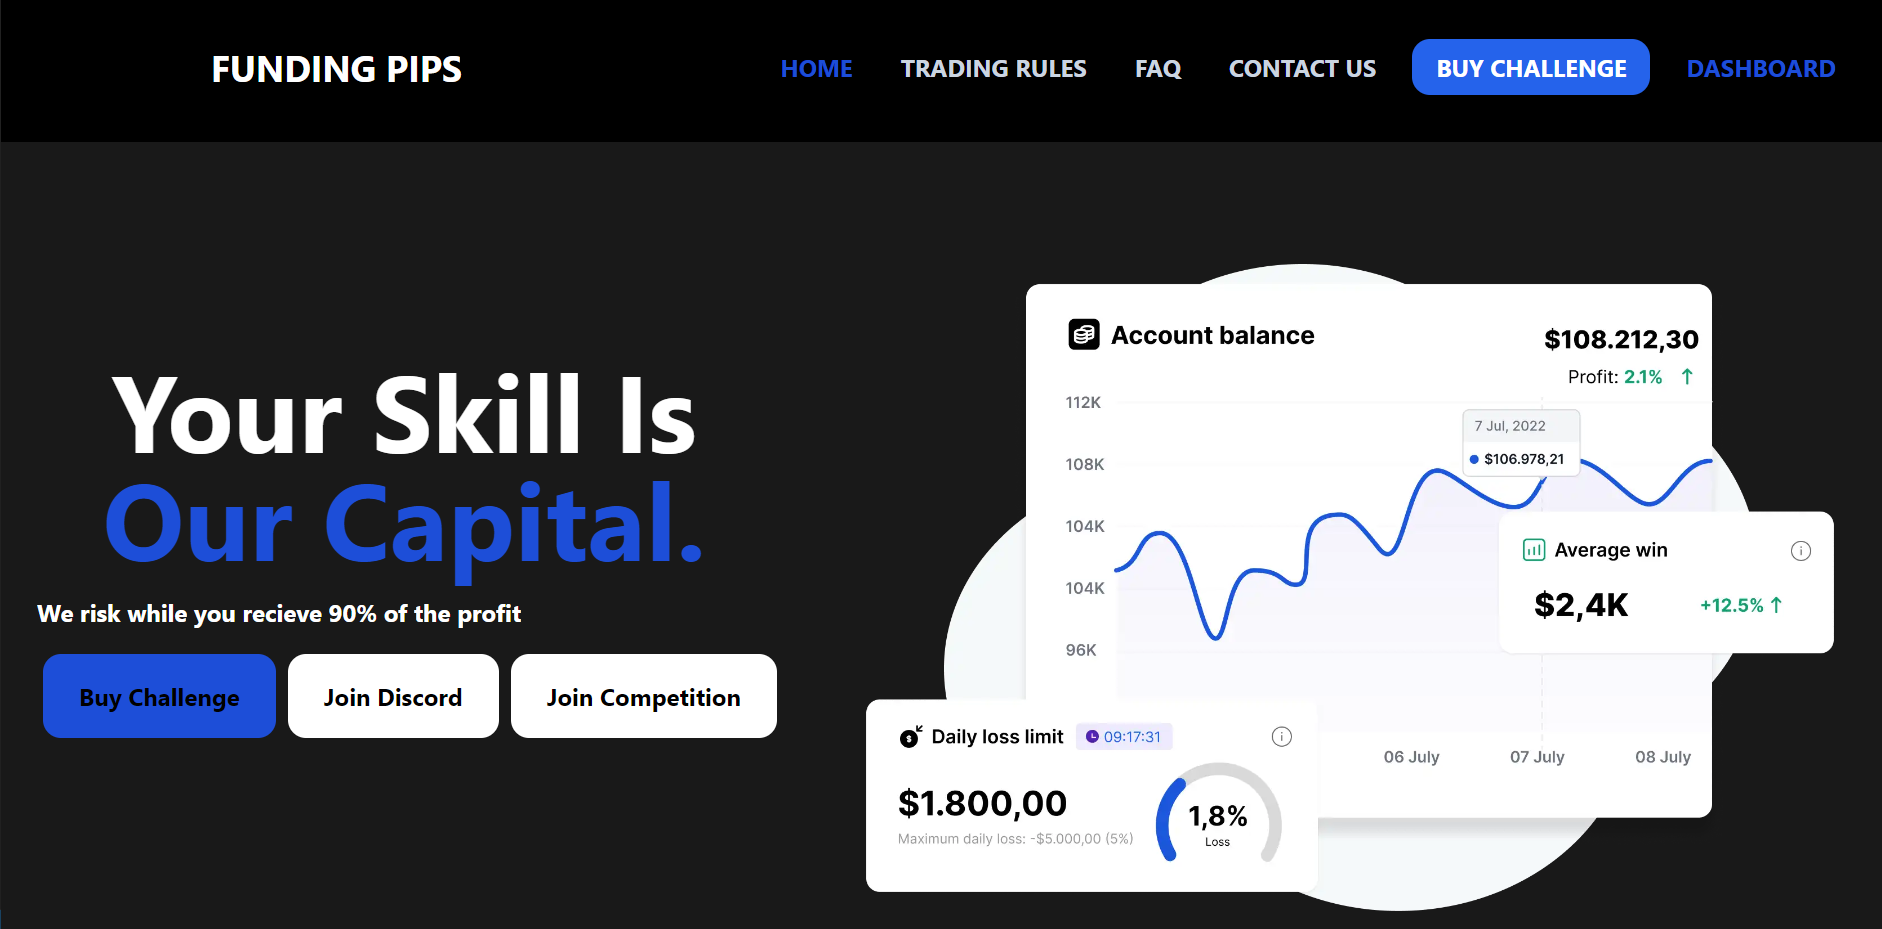 FUNDING PIPS
HOME TRADING RULES FAQ CONTACT US BUY CHALLENGE DASHBOARD
Your Skill Is
Our Capital.
We risk while you recieve 90% of the profit
Buy Challenge Join Discord Join Competition
Account balance
$108.212,30
Profit: 2.1% ↑
112K
108K
104K
104K
96K
7 Jul, 2022
$106.978,21
Average win
$2,4K
+12.5% ↑
06 July 07 July 08 July
Daily loss limit 09:17:31
$1.800,00
Maximum daily loss: -$5.000,00 (5%)
1,8%
Loss